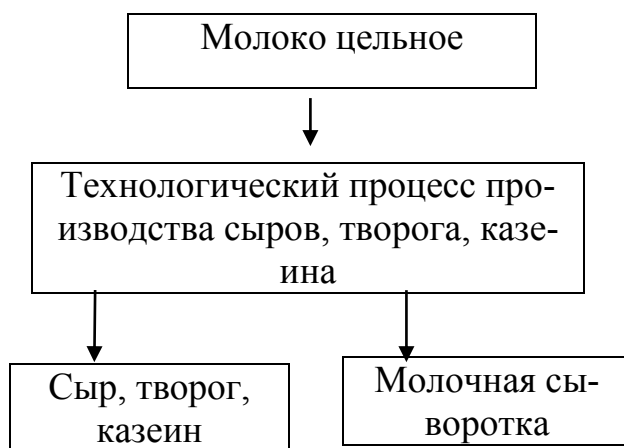 Молоко цельное
Технологический процесс про-
изводства сыров, творога, казе-
ина
Сыр, творог,
казеин
Молочная сы-
воротка